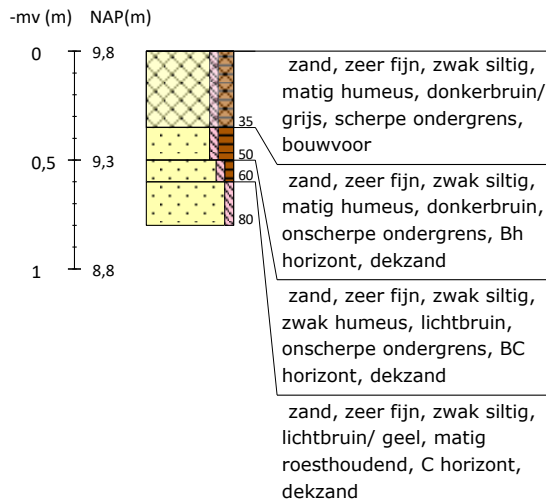 -mv (m) NAP(m)
0 9,8
35
0,5 50 9,3
60
80
1 8,8
zand, zeer fijn, zwak siltig,
matig humeus, donkerbruin/
grijs, scherpe ondergrens,
bouwvoor
zand, zeer fijn, zwak siltig,
matig humeus, donkerbruin,
onscherpe ondergrens, Bh
horizont, dekzand
zand, zeer fijn, zwak siltig,
zwak humeus, lichtbruin,
onscherpe ondergrens, BC
horizont, dekzand
zand, zeer fijn, zwak siltig,
lichtbruin/ geel, matig
roesthoudend, C horizont,
dekzand